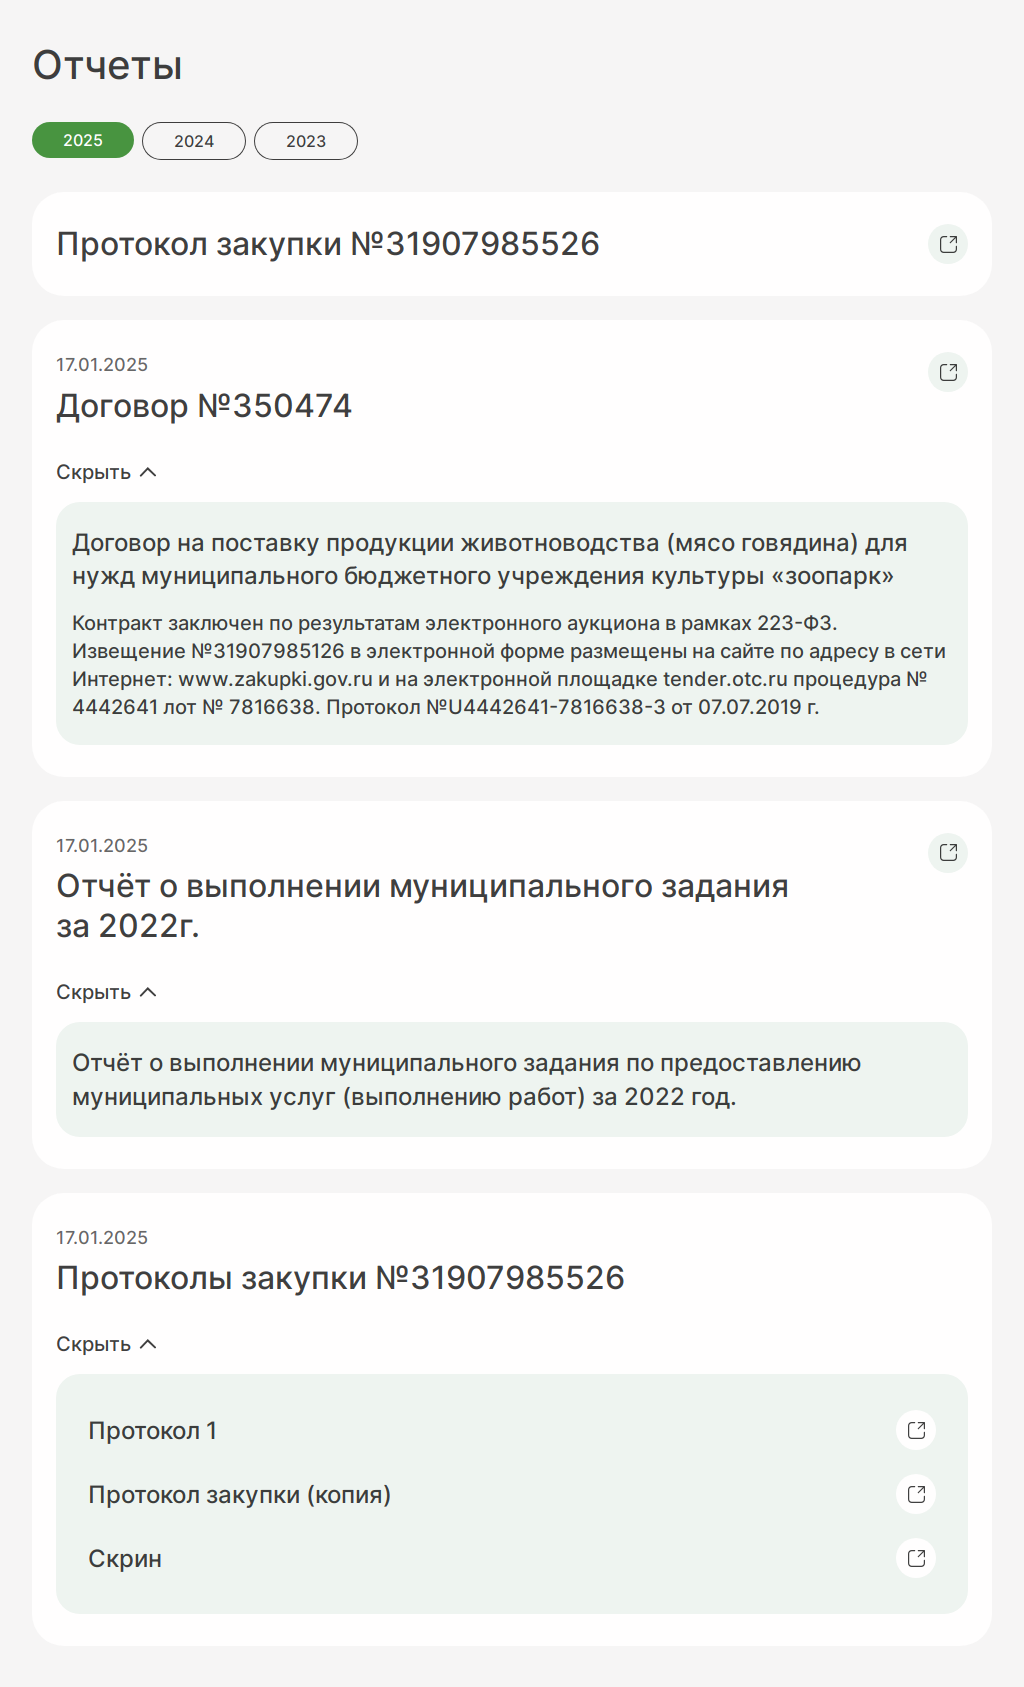 Отчеты
2025
2024
2023
Протокол закупки №31907985526
17.01.2025
Договор №350474
Скрыть
Договор на поставку продукции животноводства (мясо говядина) для
нужд муниципального бюджетного учреждения культуры «зоопарк»
Контракт заключен по результатам электронного аукциона в рамках 223-ФЗ.
Извещение №31907985126 в электронной форме размещены на сайте по адресу в сети
Интернет: www.zakupki.gov.ru и на электронной площадке tender.otc.ru процедура №
4442641 лот № 7816638. Протокол №U4442641-7816638-3 от 07.07.2019 г.
17.01.2025
Отчёт о выполнении муниципального задания
за 2022г.
Скрыть
Отчёт о выполнении муниципального задания по предоставлению
муниципальных услуг (выполнению работ) за 2022 год.
17.01.2025
Протоколы закупки №31907985526
Скрыть
Протокол 1
Протокол закупки (копия)
Скрин